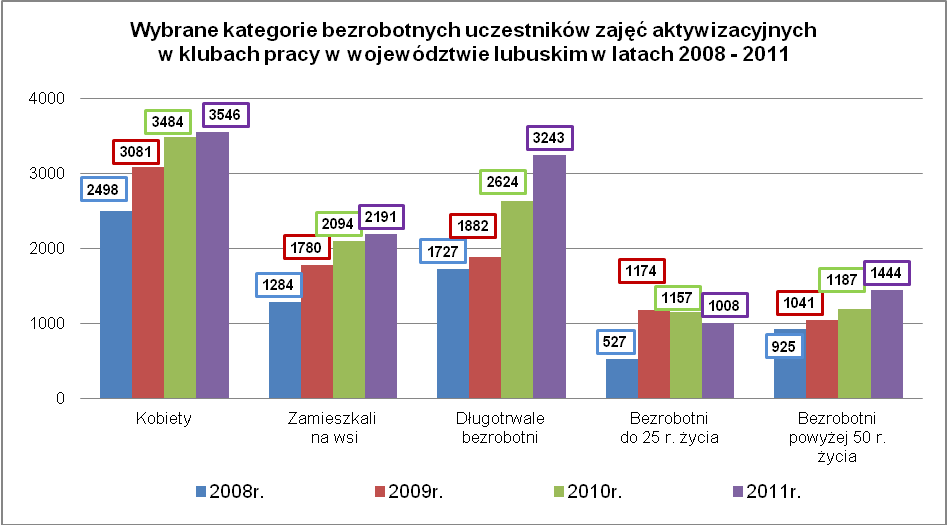 Wybrane kategorie bezrobotnych uczestników zajęć aktywizacyjnych
w klubach pracy w województwie lubuskim w latach 2008 - 2011
4000
3000
2000
1000
0
2498
3081
3484
3546
1284
1780
2094
2191
1727
1882
2624
3243
527
1174
1157
1008
925
1041
1187
1444
Kobiety
Zamieszkali
na wsi
Długotrwale
bezrobotni
Bezrobotni
do 25 r. życia
Bezrobotni
powyżej 50 r.
życia
2008r.
2009r.
2010r.
2011r.